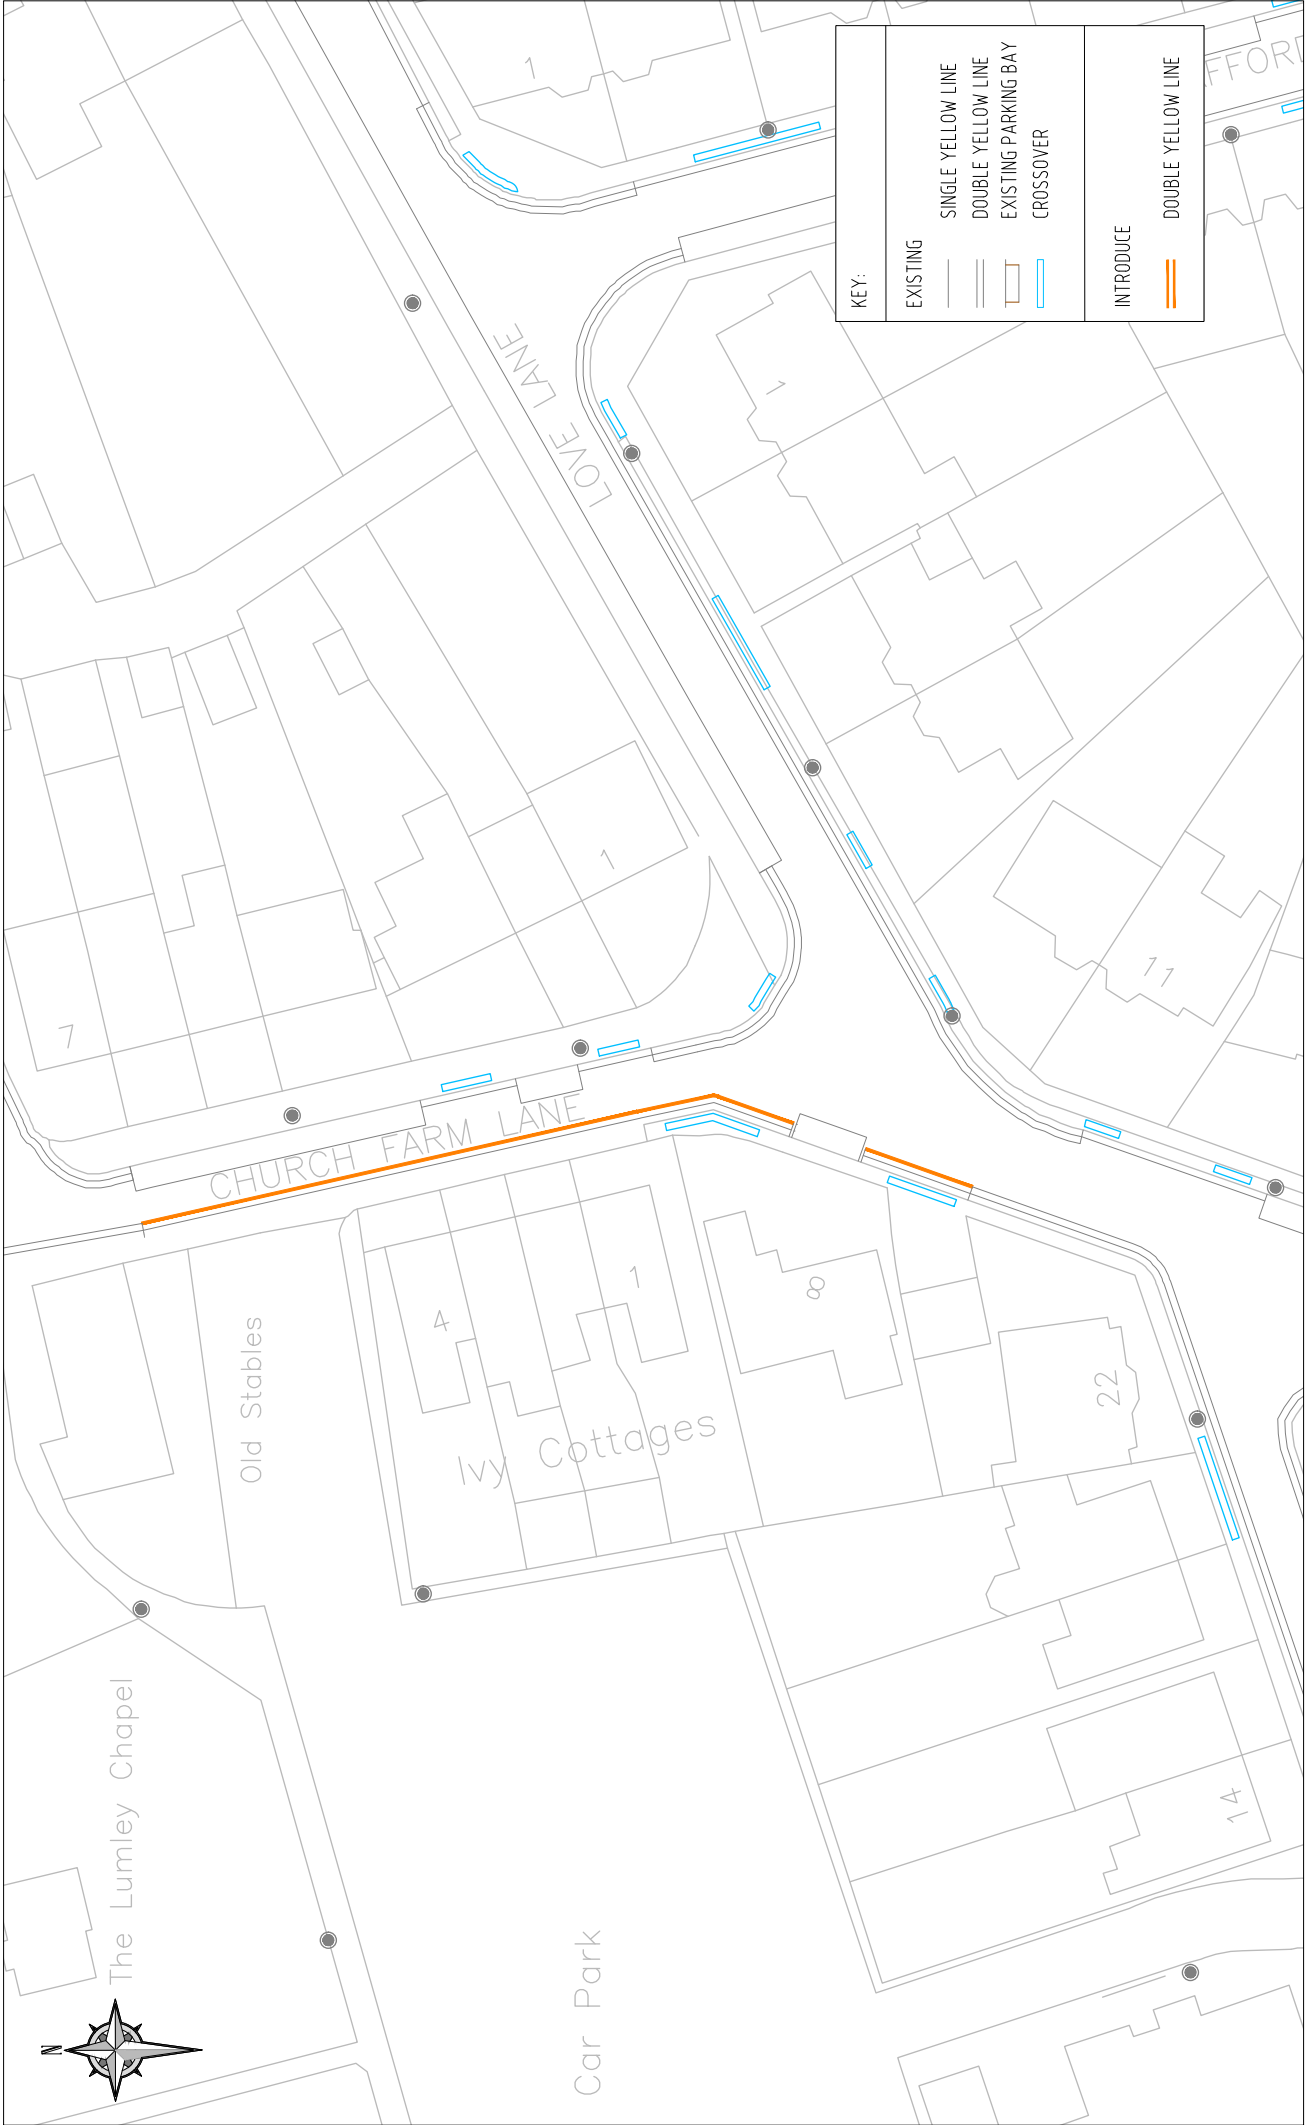 KEY:
EXISTING
SINGLE YELLOW LINE
DOUBLE YELLOW LINE
EXISTING PARKING BAY
CROSSOVER
INTRODUCE
DOUBLE YELLOW LINE
N
The Lumley Chapel
Old Stables
CHURCH FARM LANE
7
4
1
Ivy Cottages
Car Park
8
22
14
1
LOVE LANE
1
1
11